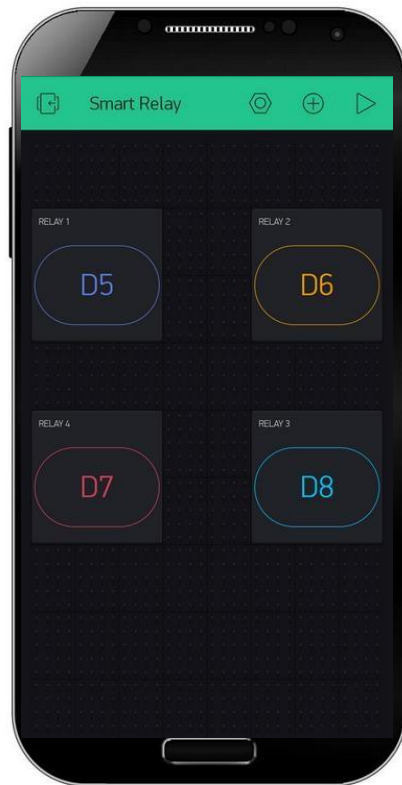 Smart Relay
RELAY 1
RELAY 2
D5
D6
RELAY 4
RELAY 3
D7
D8